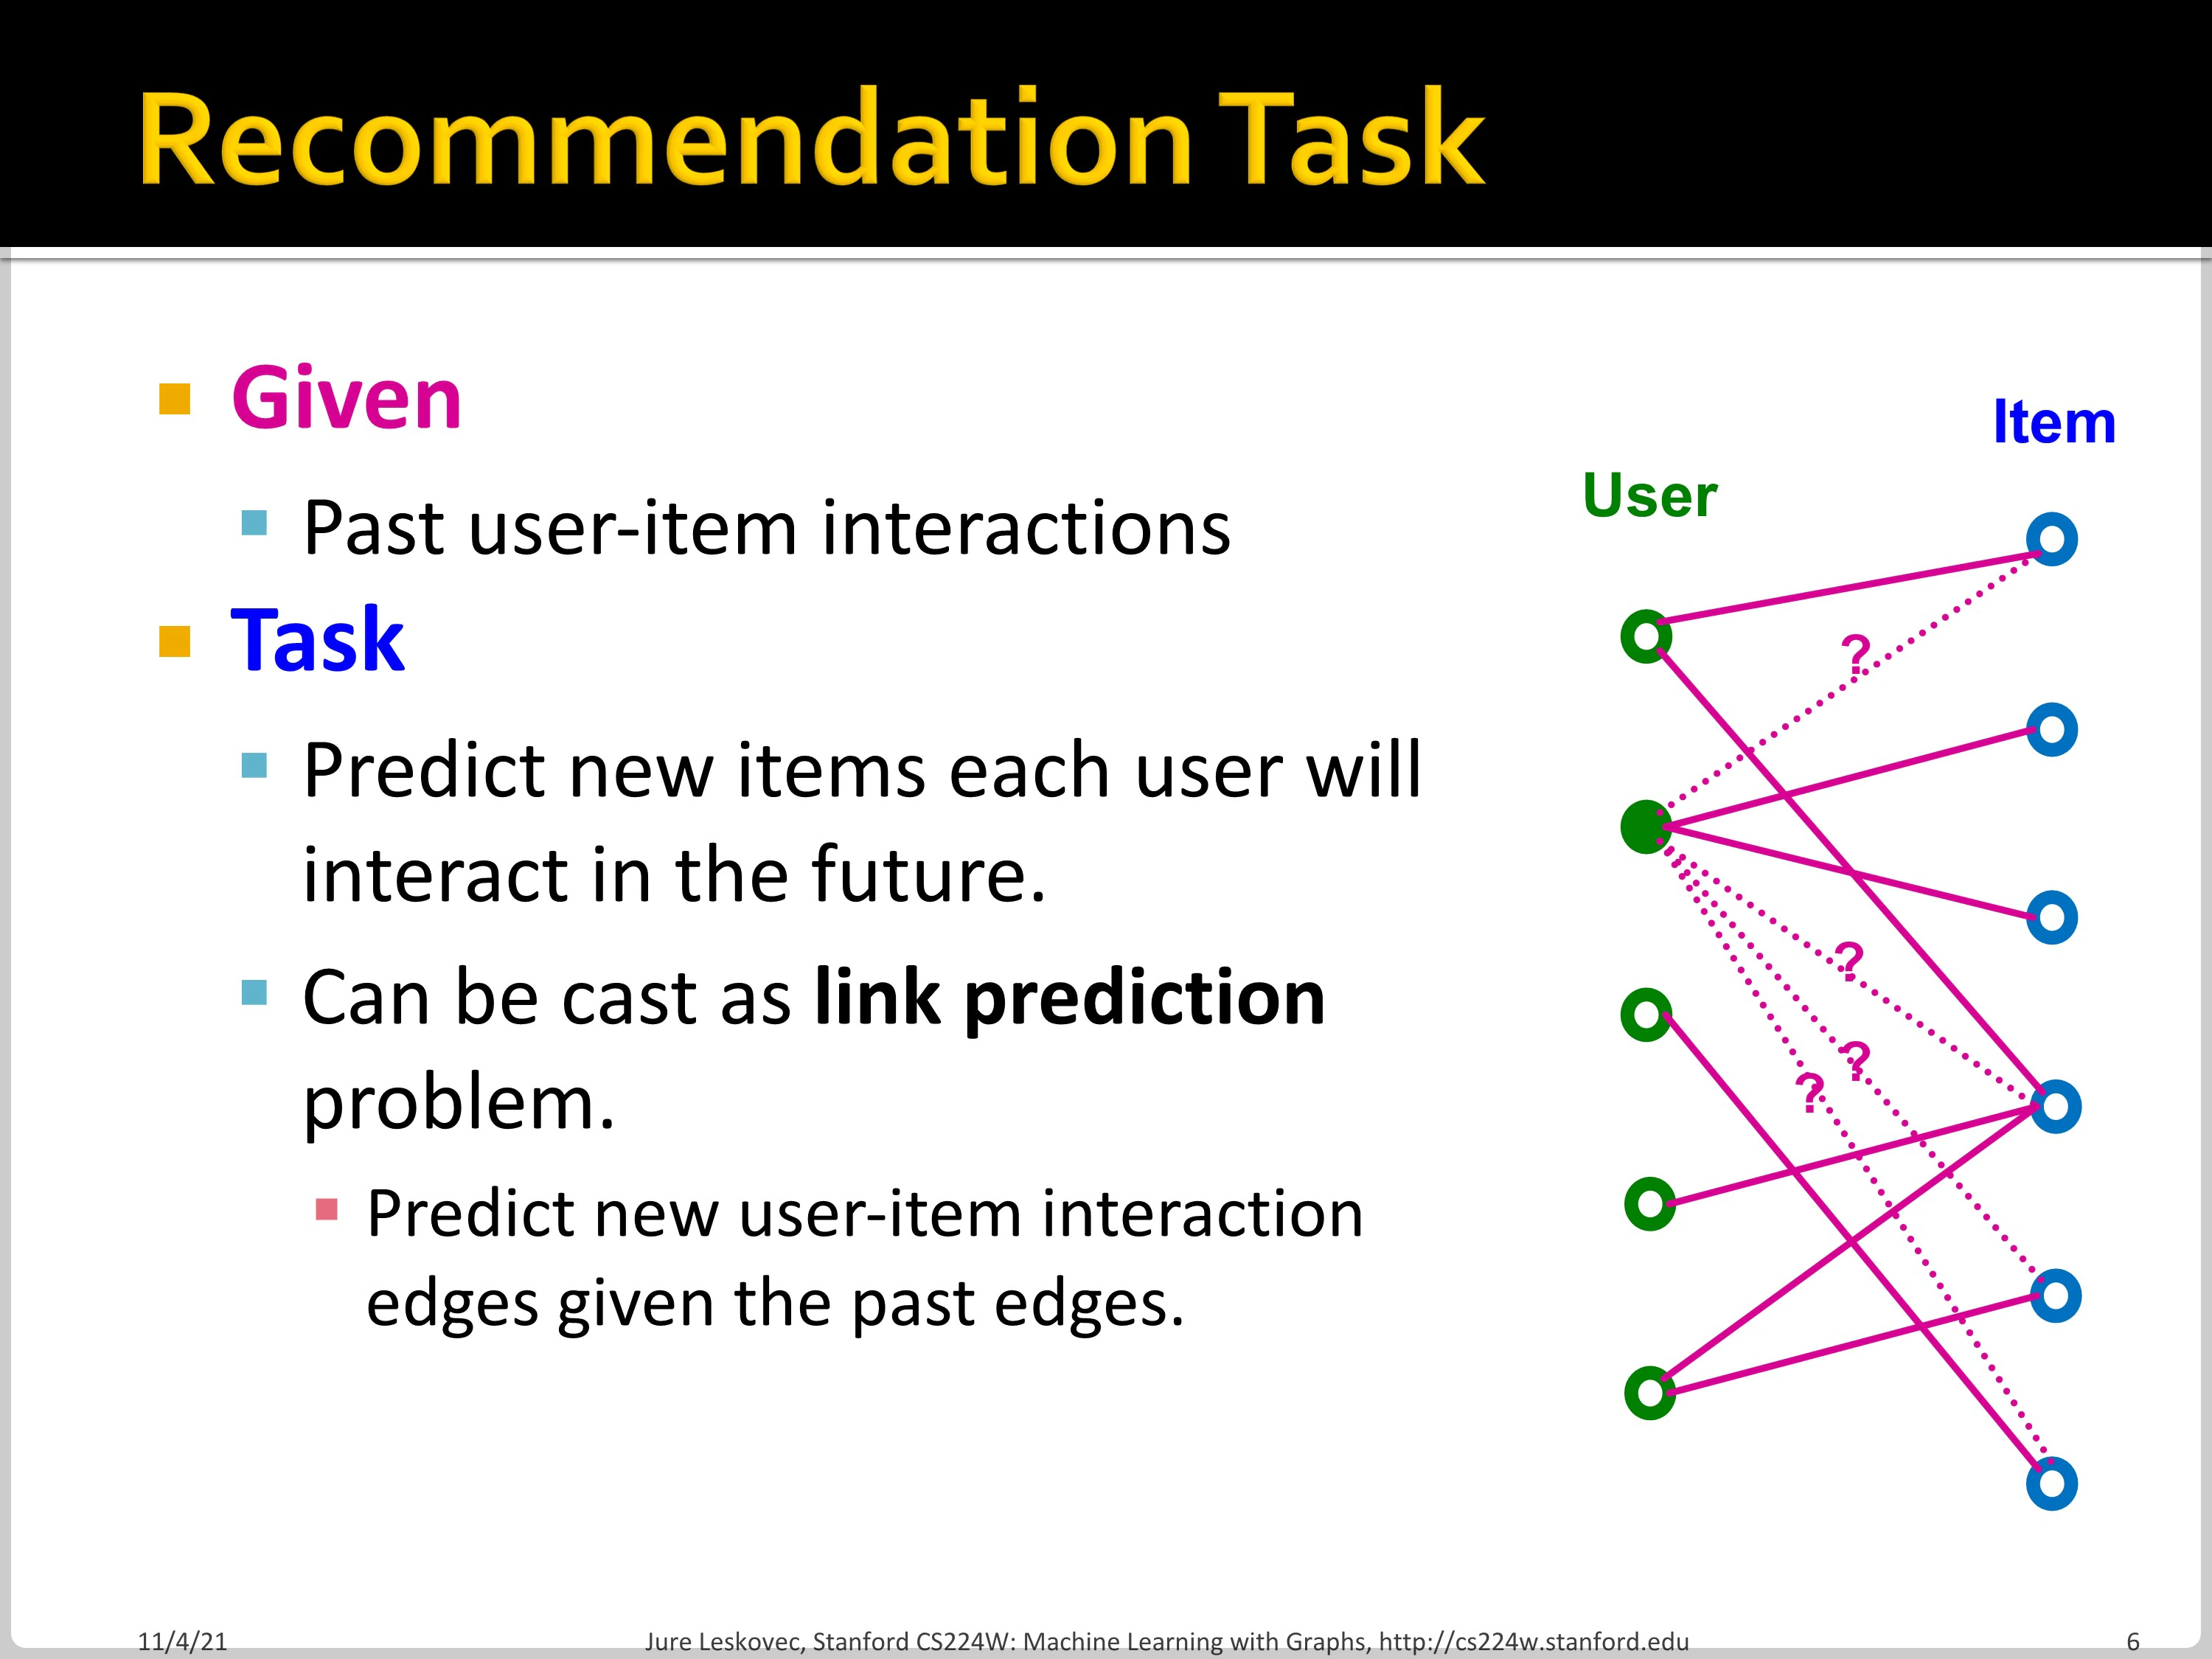 Recommendation Task
Given
Past user-item interactions
Task
Predict new items each user will
interact in the future.
Can be cast as link prediction
problem.
Predict new user-item interaction
edges given the past edges.
Item
User
?
?
?
?
11/4/21
Jure Leskovec, Stanford CS224W: Machine Learning with Graphs, http://cs224w.stanford.edu
6